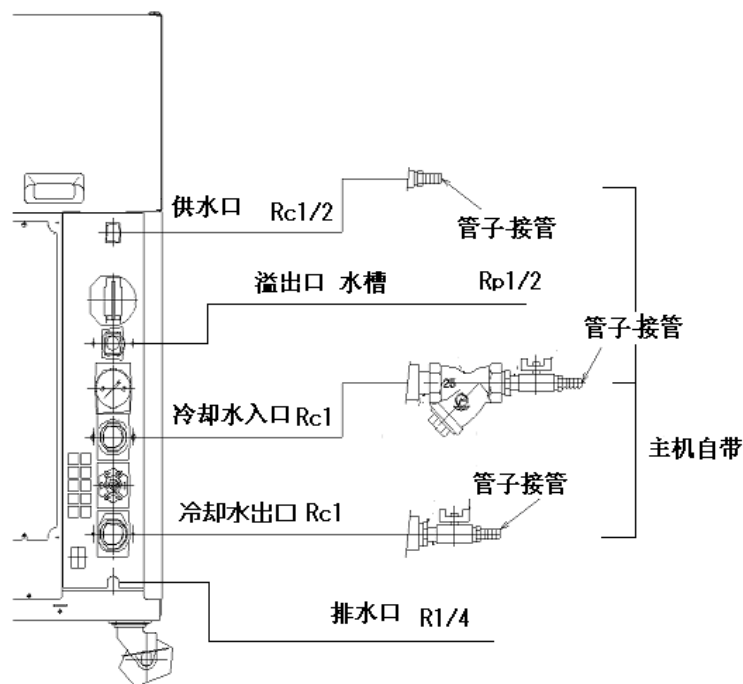 供水口 Rc1/2
管子-接管
溢出口 水槽 Rp1/2
管子-接管
25
冷却水入口 Rc1
主机自带
管子-接管
冷却水出口 Rc1
排水口 R1/4